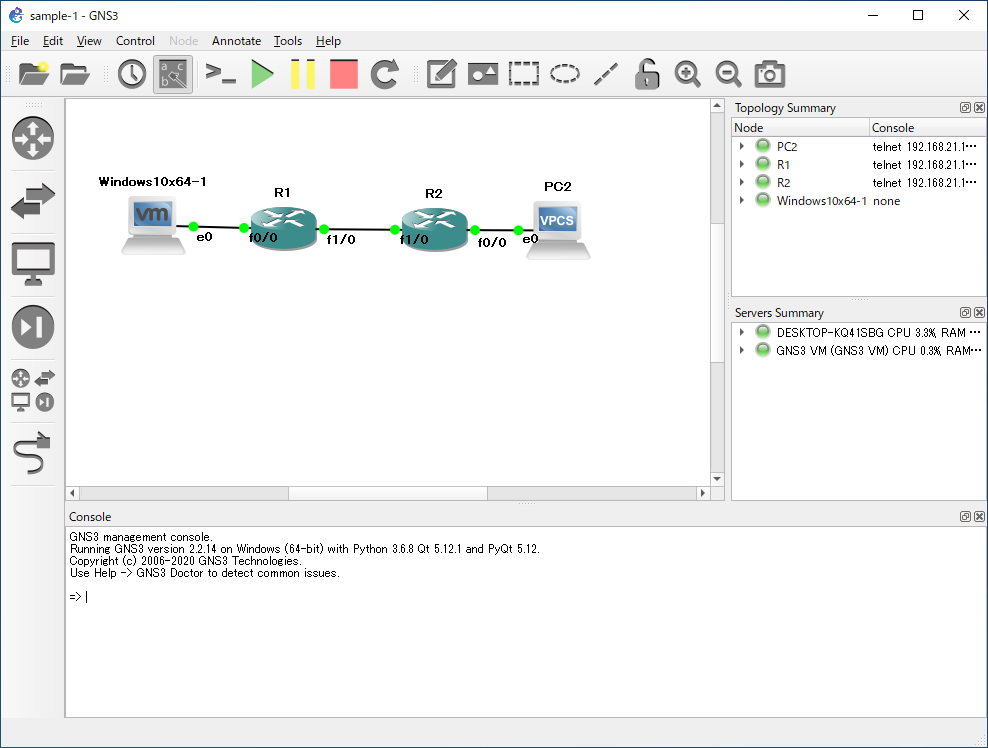 sample-1 - GNS3
File Edit View Control Node Annotate Tools Help
a c
b
Windows10x64-1
vm
e0
R1
f0/0
f1/0
R2
f1/0
f0/0
PC2
VPCS
e0
Topology Summary
Node Console
PC2 telnet 192.168.21.1…
R1 telnet 192.168.21.1…
R2 telnet 192.168.21.1…
Windows10x64-1 none
Servers Summary
DESKTOP-KQ41SBG CPU 3.3%, RAM …
GNS3 VM (GNS3 VM) CPU 0.3%, RAM…
Console
GNS3 management console.
Running GNS3 version 2.2.14 on Windows (64-bit) with Python 3.6.8 Qt 5.12.1 and PyQt 5.12.
Copyright (c) 2006-2020 GNS3 Technologies.
Use Help -> GNS3 Doctor to detect common issues.
=>